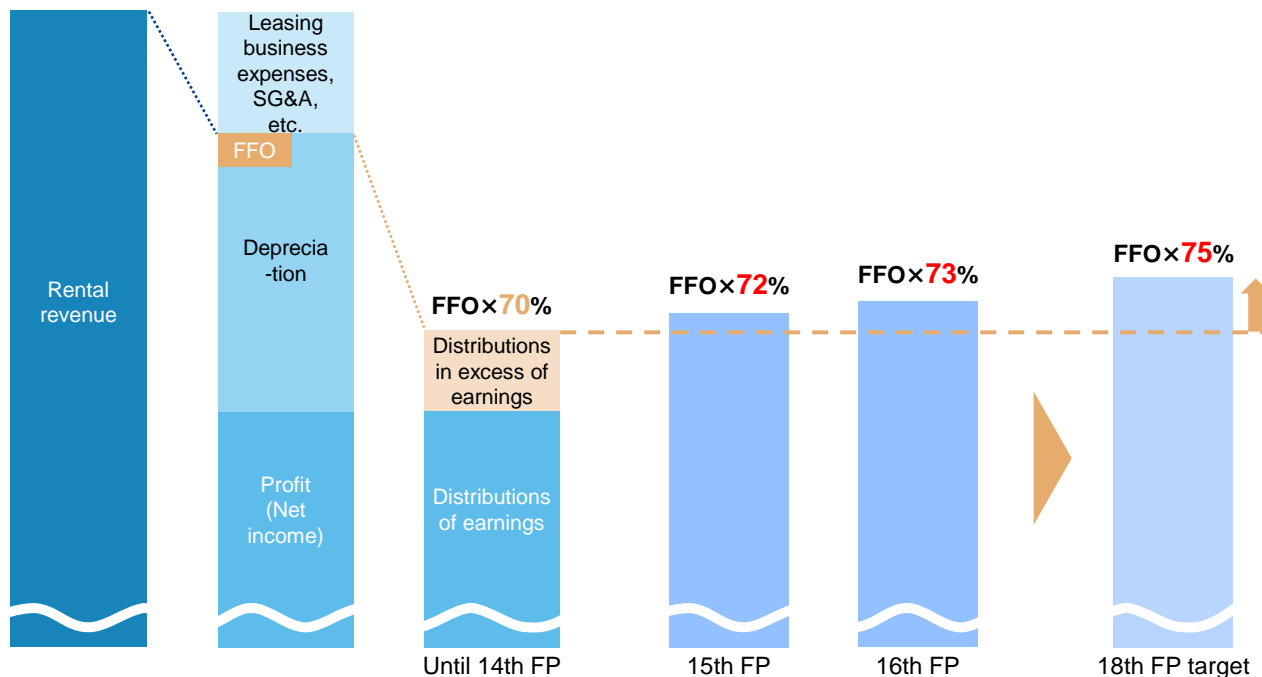 Rental
revenue
Leasing
business
expenses,
SG&A,
etc.
FFO
Deprecia
-tion
Profit
(Net
income)
FFO×70%
Distributions
in excess of
earnings
Distributions
of earnings
Until 14th FP
FFO×72%
15th FP
FFO×73%
16th FP
FFO×75%
18th FP target